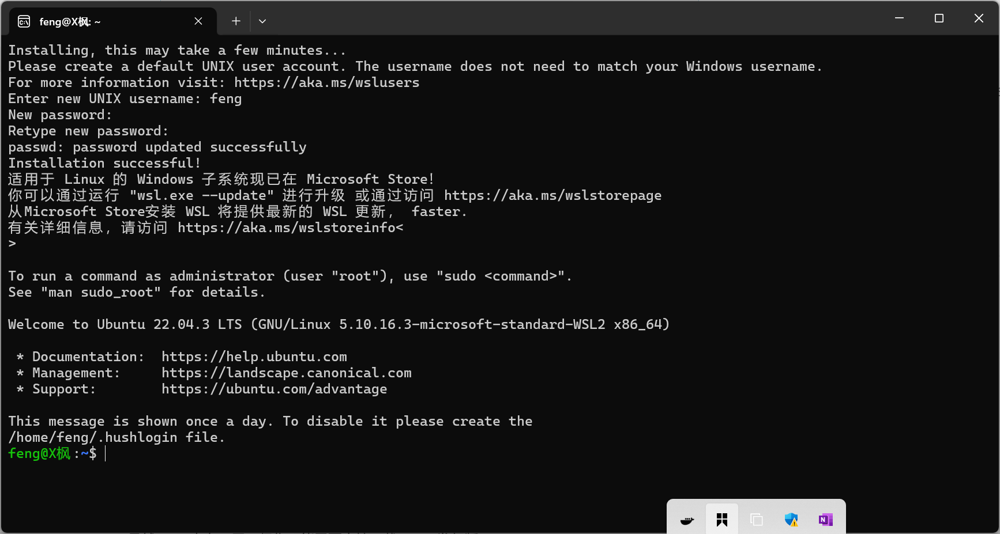 feng@X枫: ~
Installing, this may take a few minutes...
Please create a default UNIX user account. The username does not need to match your Windows username.
For more information visit: https://aka.ms/wslusers
Enter new UNIX username: feng
New password:
Retype new password:
passwd: password updated successfully
Installation successful!
适用于 Linux 的 Windows 子系统现已在 Microsoft Store!
你可以通过运行 "wsl.exe --update" 进行升级 或通过访问 https://aka.ms/wslstorepage
从Microsoft Store安装 WSL 将提供最新的 WSL 更新， faster.
有关详细信息，请访问 https://aka.ms/wslstoreinfo<
>
To run a command as administrator (user "root"), use "sudo <command>".
See "man sudo_root" for details.
Welcome to Ubuntu 22.04.3 LTS (GNU/Linux 5.10.16.3-microsoft-standard-WSL2 x86_64)
* Documentation:  https://help.ubuntu.com
* Management:     https://landscape.canonical.com
* Support:        https://ubuntu.com/advantage
This message is shown once a day. To disable it please create the
/home/feng/.hushlogin file.
feng@X枫:~$